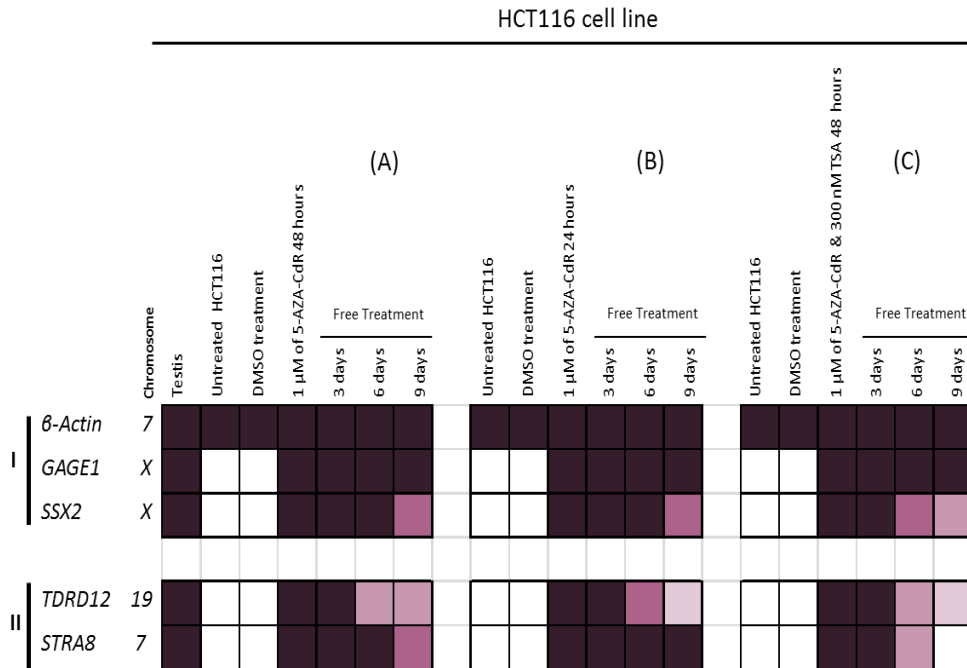 HCT116 cell line
(A)
(B)
(C)
Chromosome
Testis
Untreated HCT116
DMSO treatment
1 µM of 5-AZA-CdR 48 hours
Free Treatment
3 days
6 days
9 days
Untreated HCT116
DMSO treatment
1 µM of 5-AZA-CdR 24 hours
Free Treatment
3 days
6 days
9 days
Untreated HCT116
DMSO treatment
1 µM of 5-AZA-CdR & 300 nM TSA 48 hours
Free Treatment
3 days
6 days
9 days
I
β-Actin 7
GAGE1 X
SSX2 X
II
TDRD12 19
STRA8 7